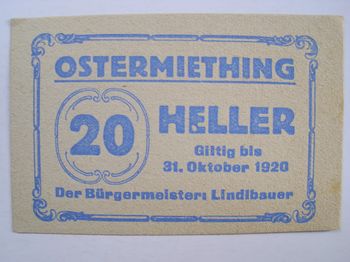 OSTERMIETHING
20 HELLER
Giltig bis
31. Oktober 1920
Der Bürgermeister: Lindlbauer